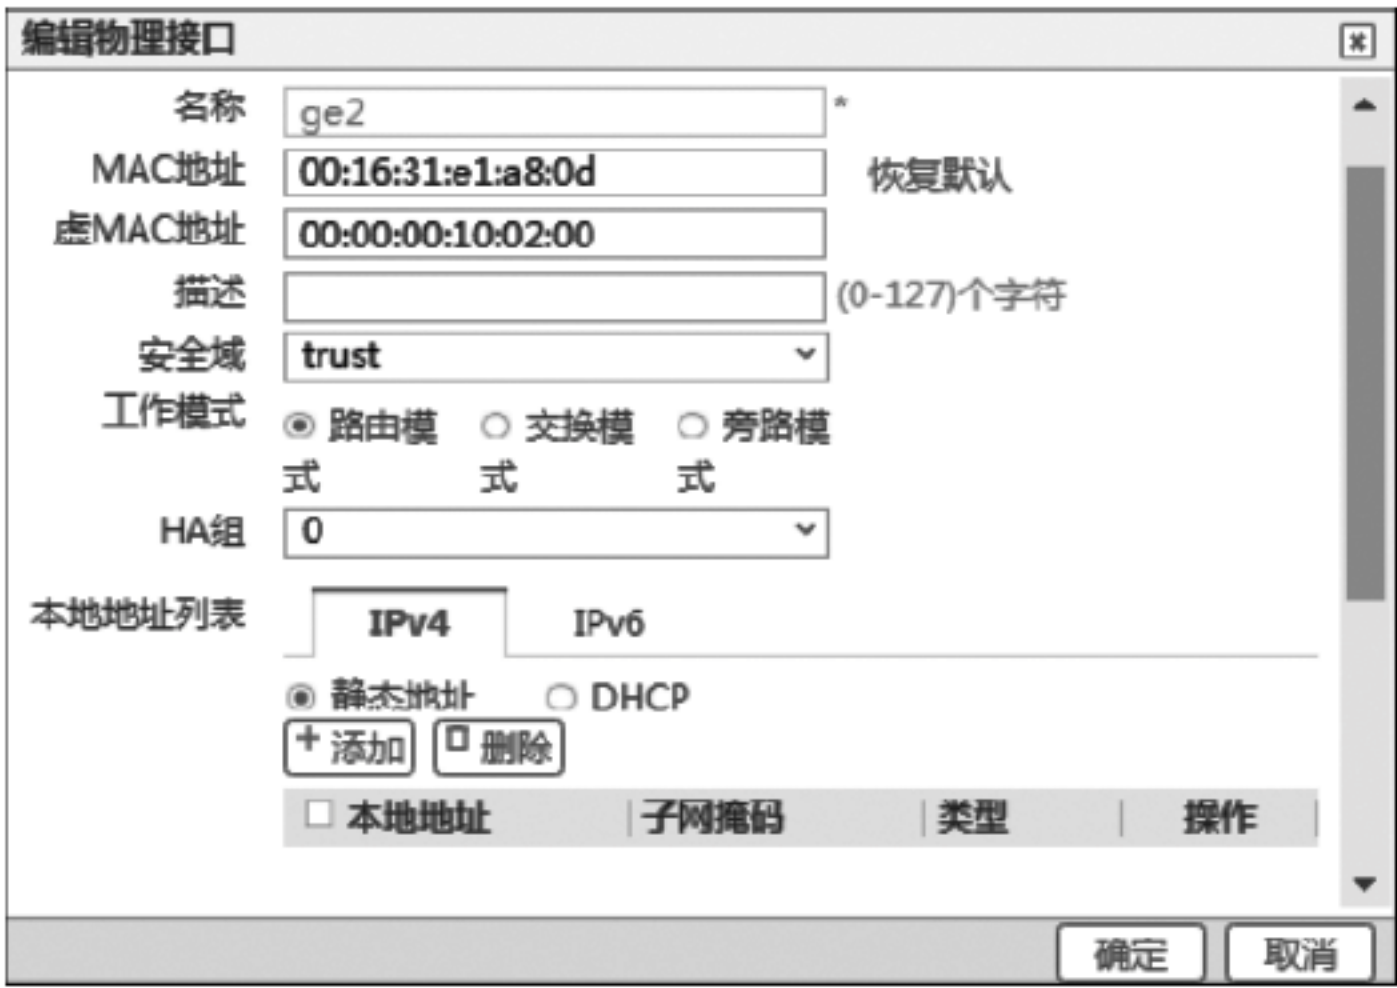 编辑物理接口
名称 ge2 *
MAC地址 00:16:31:e1:a8:0d 恢复默认
虚MAC地址 00:00:00:10:02:00
描述 (0-127)个字符
安全域 trust
工作模式 路由模式 交换模式 旁路模式
HA组 0
本地地址列表 IPv4 IPv6
静态地址 DHCP
添加 删除
本地地址 子网掩码 类型 操作
确定 取消